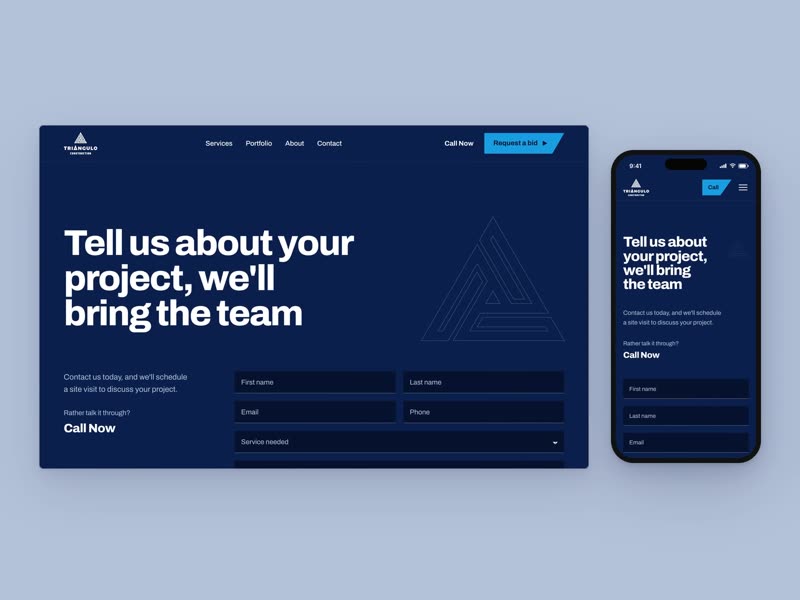 TRIÁNGULO
CONSTRUCTION
Services Portfolio About Contact
Call Now
Request a bid
Tell us about your
project, we'll
bring the team
Contact us today, and we'll schedule
a site visit to discuss your project.
Rather talk it through?
Call Now
First name
Last name
Email
Phone
Service needed
9:41
TRIÁNGULO
CONSTRUCTION
Call
Tell us about
your project,
we'll bring
the team
Contact us today, and we'll schedule
a site visit to discuss your project.
Rather talk it through?
Call Now
First name
Last name
Email